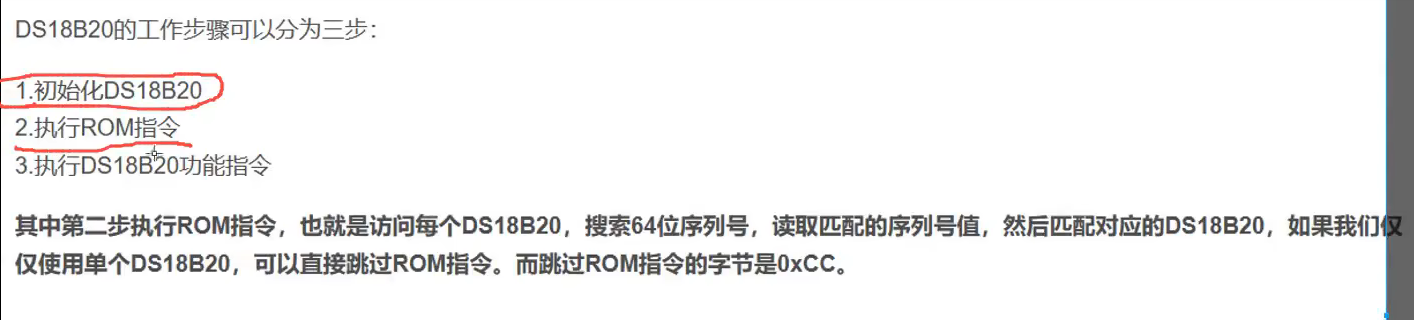 DS18B20的工作步骤可以分为三步：
1.初始化DS18B20
2.执行ROM指令
3.执行DS18B20功能指令
其中第二步执行ROM指令，也就是访问每个DS18B20，搜索64位序列号，读取匹配的序列号值，然后匹配对应的DS18B20，如果我们仅
仅使用单个DS18B20，可以直接跳过ROM指令。而跳过ROM指令的字节是0xCC。